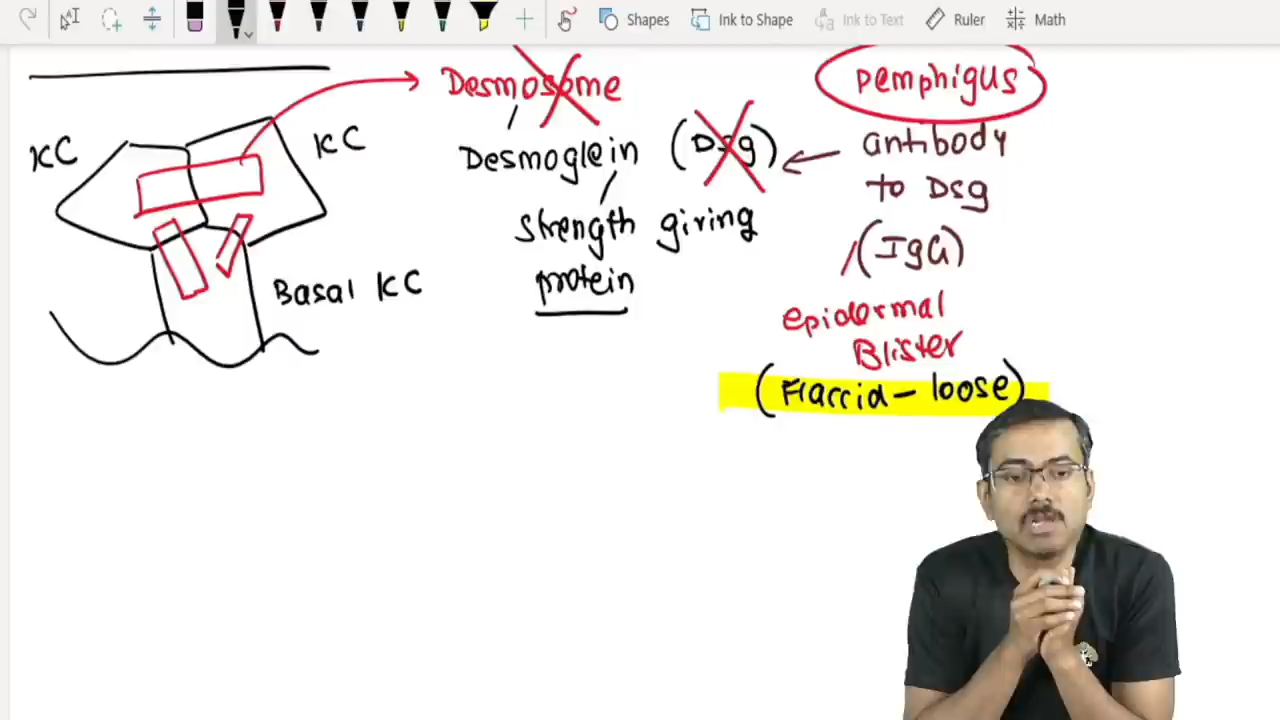 Shapes
Ink to Shape
Ink to Text
Ruler
Math
Desmosome
Pemphigus
KC
KC
Desmoglein (Dsg)
antibody
to Dsg
Strength giving
protein
(IgG)
Basal KC
epidermal
Blister
(Flaccid - loose)